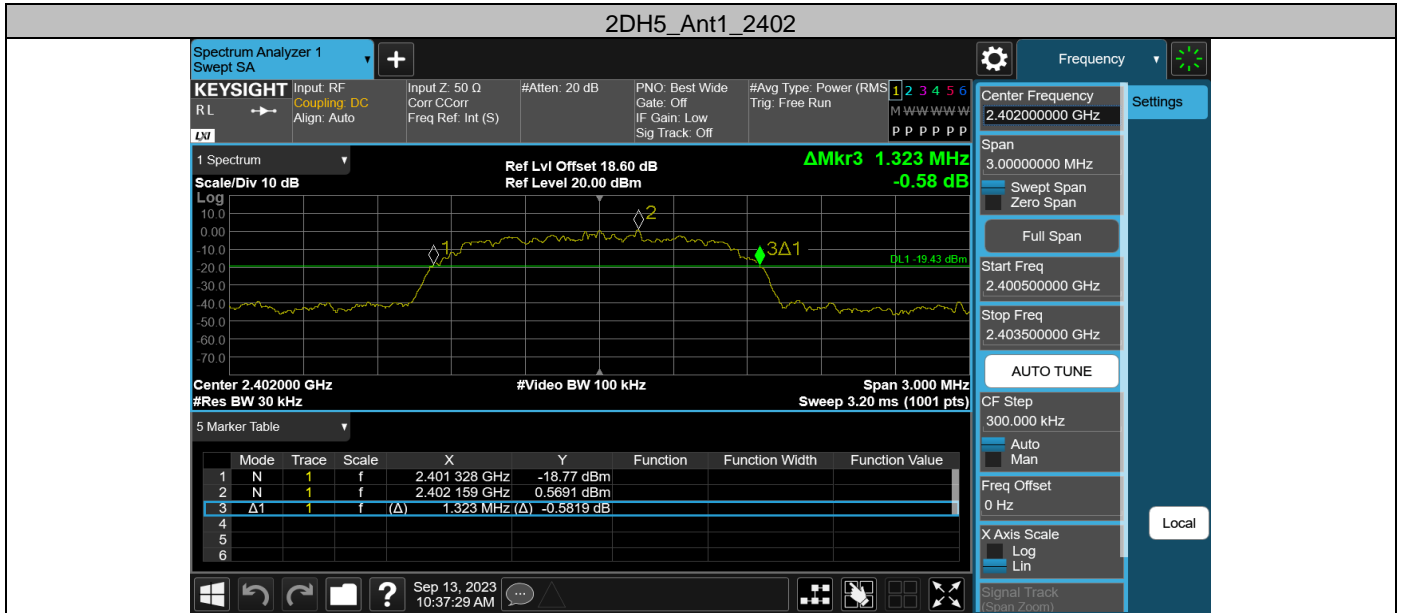 2DH5_Ant1_2402
Spectrum Analyzer 1
Swept SA
+
Frequency
KEYSIGHT
RL
LXI
Input: RF
Coupling: DC
Align: Auto
Input Z: 50 Ω
Corr CCorr
Freq Ref: Int (S)
#Atten: 20 dB
PNO: Best Wide
Gate: Off
IF Gain: Low
Sig Track: Off
#Avg Type: Power (RMS
Trig: Free Run
1 2 3 4 5 6
M W W W W W
P P P P P P
1 Spectrum
Scale/Div 10 dB
Ref Lvl Offset 18.60 dB
Ref Level 20.00 dBm
ΔMkr3 1.323 MHz
-0.58 dB
Log
10.0
0.00
-10.0
-20.0
-30.0
-40.0
-50.0
-60.0
-70.0
1
2
3Δ1
DL1 -19.43 dBm
Center 2.402000 GHz
#Video BW 100 kHz
Span 3.000 MHz
#Res BW 30 kHz
Sweep 3.20 ms (1001 pts)
5 Marker Table
Mode Trace Scale X Y Function Function Width Function Value
1 N 1 f 2.401 328 GHz -18.77 dBm
2 N 1 f 2.402 159 GHz 0.5691 dBm
3 Δ1 1 f (Δ) 1.323 MHz (Δ) -0.5819 dB
4
5
6
Sep 13, 2023
10:37:29 AM
?
Center Frequency
2.402000000 GHz
Span
3.00000000 MHz
Swept Span
Zero Span
Full Span
Start Freq
2.400500000 GHz
Stop Freq
2.403500000 GHz
AUTO TUNE
CF Step
300.000 kHz
Auto
Man
Freq Offset
0 Hz
X Axis Scale
Log
Lin
Signal Track
(Span Zoom)
Settings
Local